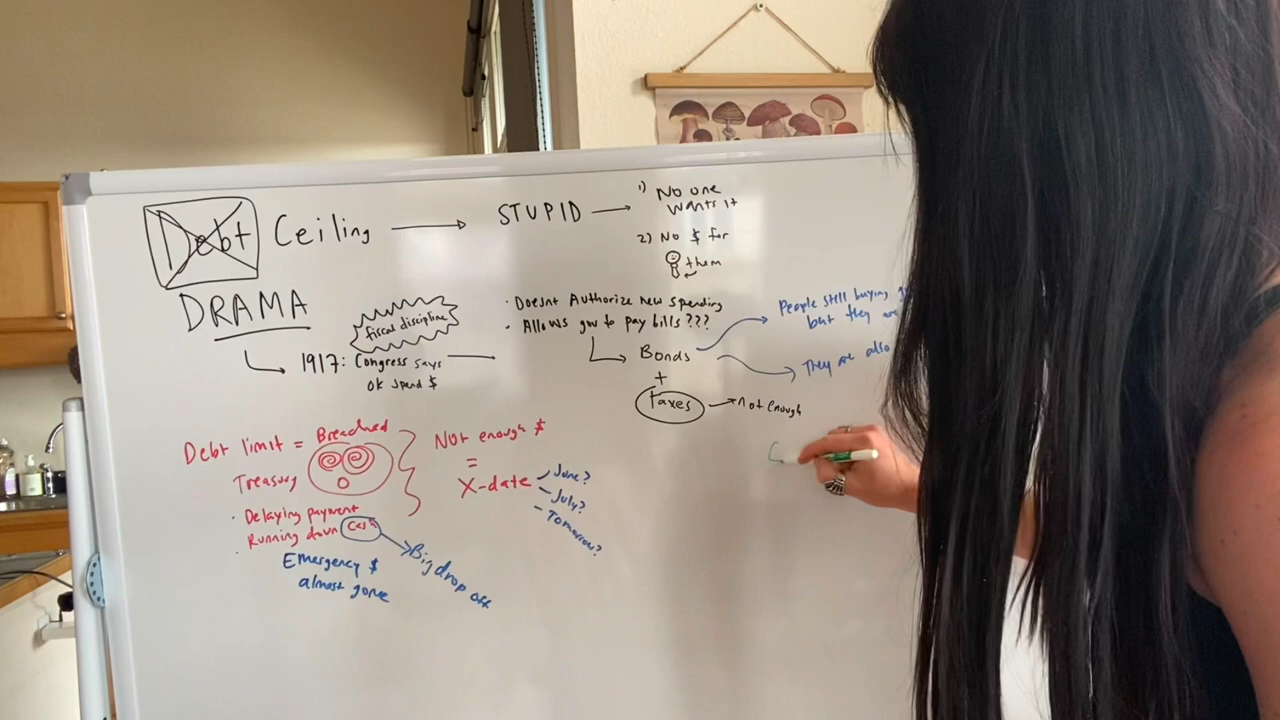 Debt Ceiling → STUPID →
1) No one
wants it
2) No $ for
them
DRAMA
fiscal discipline
1917: Congress says
ok spend $
· Doesnt Authorize new spending
· Allows gov to pay bills???
Bonds
+
taxes → not enough
People still buying
but they are
They are also
Debt limit = Breached
Treasury
· Delaying payment
· Running down
Emergency $
almost gone
Big drop off
Not enough $
=
X-date
- June?
- July?
- Tomorrow?